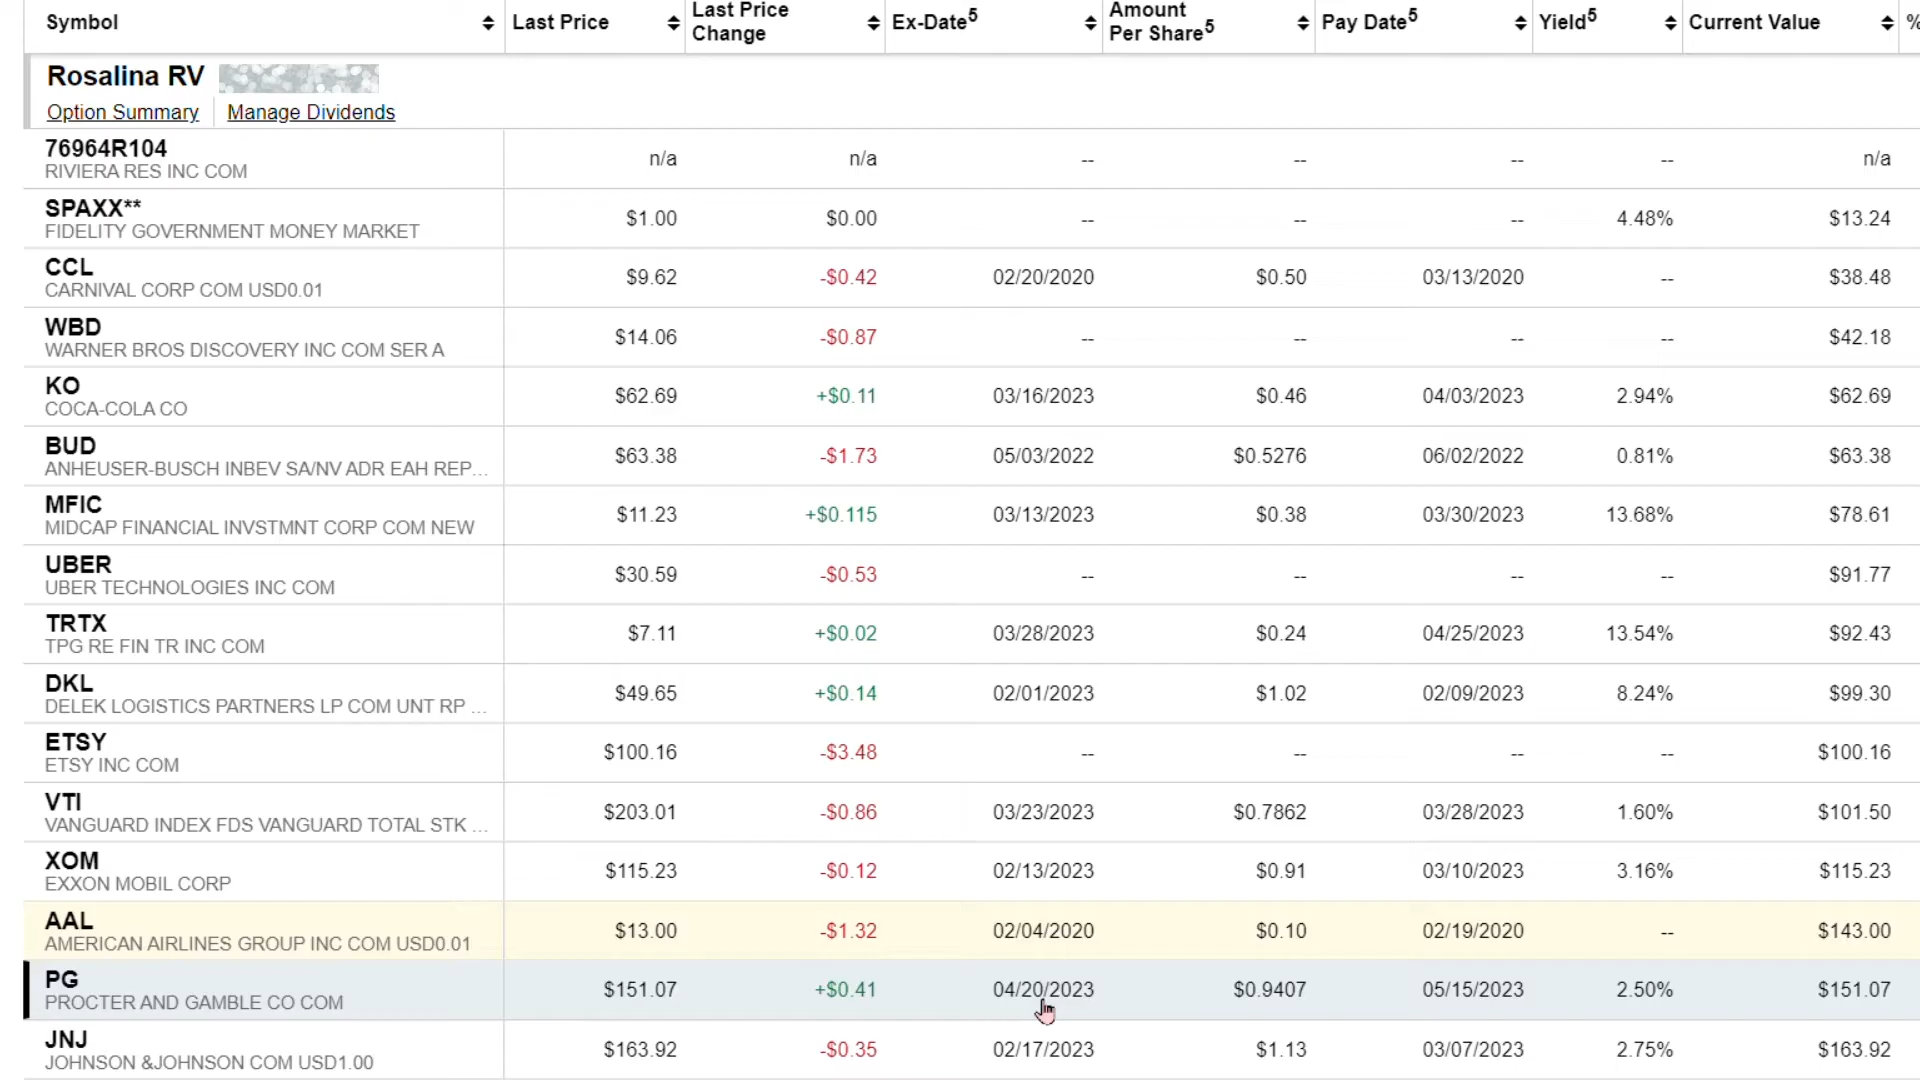 Symbol Last Price Last Price Change Ex-Date5 Amount Per Share5 Pay Date5 Yield5 Current Value %
Rosalina RV
Option Summary Manage Dividends
76964R104 n/a n/a -- -- -- -- n/a
RIVIERA RES INC COM
SPAXX** $1.00 $0.00 -- -- -- 4.48% $13.24
FIDELITY GOVERNMENT MONEY MARKET
CCL $9.62 -$0.42 02/20/2020 $0.50 03/13/2020 -- $38.48
CARNIVAL CORP COM USD0.01
WBD $14.06 -$0.87 -- -- -- -- $42.18
WARNER BROS DISCOVERY INC COM SER A
KO $62.69 +$0.11 03/16/2023 $0.46 04/03/2023 2.94% $62.69
COCA-COLA CO
BUD $63.38 -$1.73 05/03/2022 $0.5276 06/02/2022 0.81% $63.38
ANHEUSER-BUSCH INBEV SA/NV ADR EAH REP...
MFIC $11.23 +$0.115 03/13/2023 $0.38 03/30/2023 13.68% $78.61
MIDCAP FINANCIAL INVSTMNT CORP COM NEW
UBER $30.59 -$0.53 -- -- -- -- $91.77
UBER TECHNOLOGIES INC COM
TRTX $7.11 +$0.02 03/28/2023 $0.24 04/25/2023 13.54% $92.43
TPG RE FIN TR INC COM
DKL $49.65 +$0.14 02/01/2023 $1.02 02/09/2023 8.24% $99.30
DELEK LOGISTICS PARTNERS LP COM UNT RP ...
ETSY $100.16 -$3.48 -- -- -- -- $100.16
ETSY INC COM
VTI $203.01 -$0.86 03/23/2023 $0.7862 03/28/2023 1.60% $101.50
VANGUARD INDEX FDS VANGUARD TOTAL STK ...
XOM $115.23 -$0.12 02/13/2023 $0.91 03/10/2023 3.16% $115.23
EXXON MOBIL CORP
AAL $13.00 -$1.32 02/04/2020 $0.10 02/19/2020 -- $143.00
AMERICAN AIRLINES GROUP INC COM USD0.01
PG $151.07 +$0.41 04/20/2023 $0.9407 05/15/2023 2.50% $151.07
PROCTER AND GAMBLE CO COM
JNJ $163.92 -$0.35 02/17/2023 $1.13 03/07/2023 2.75% $163.92
JOHNSON &JOHNSON COM USD1.00